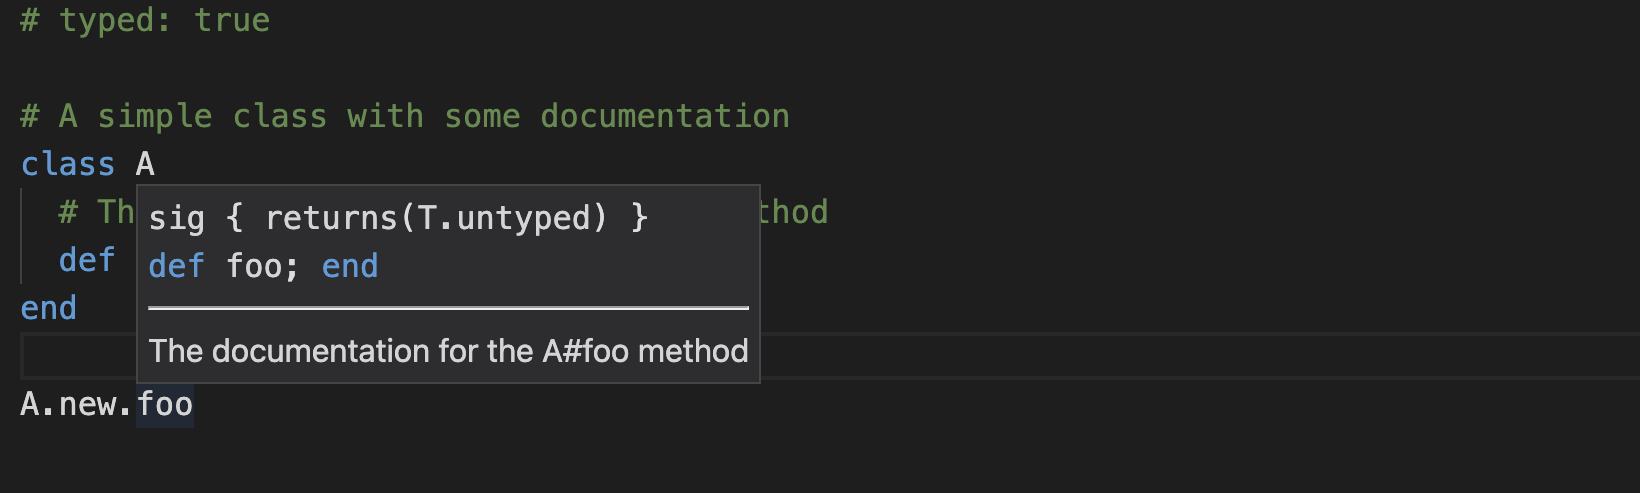 # typed: true
# A simple class with some documentation
class A
# Th
sig { returns(T.untyped) }
thod
def
def foo; end
end
The documentation for the A#foo method
A.new.foo